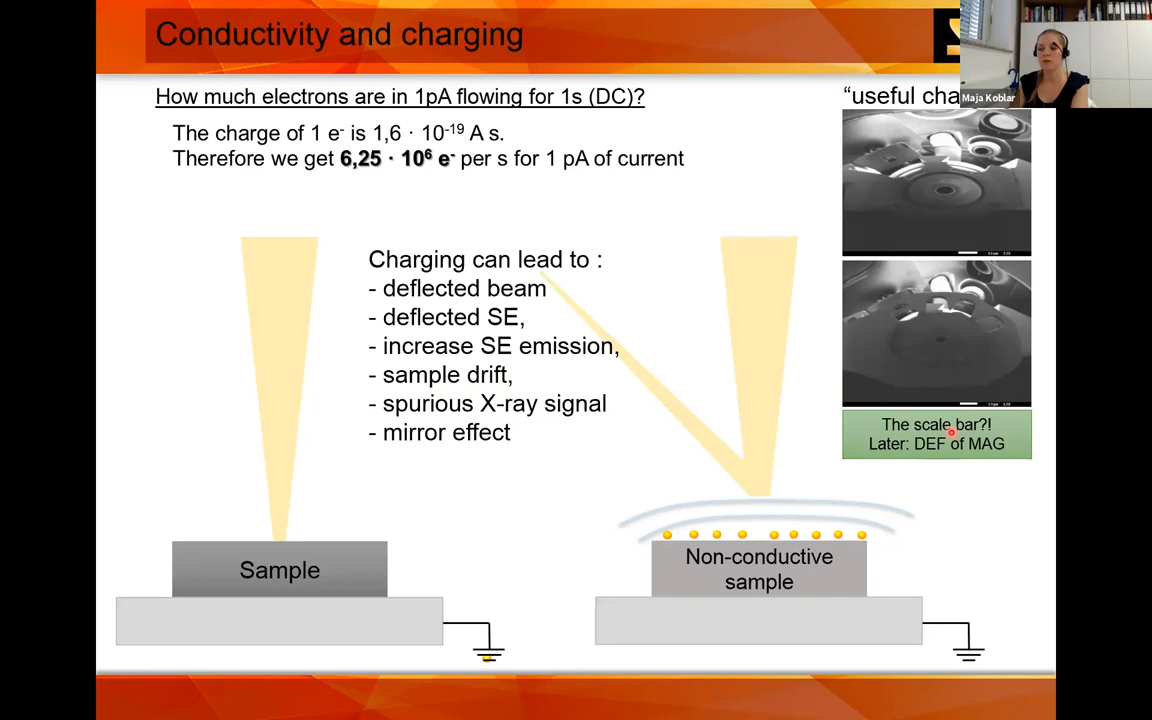 Conductivity and charging
Maja Koblar
How much electrons are in 1pA flowing for 1s (DC)?
"useful
The charge of 1 e- is 1,6 · 10-19 A s.
Therefore we get 6,25 · 10⁶ e- per s for 1 pA of current
Charging can lead to :
- deflected beam
- deflected SE,
- increase SE emission,
- sample drift,
- spurious X-ray signal
- mirror effect
The scale bar?!
Later: DEF of MAG
Sample
Non-conductive
sample